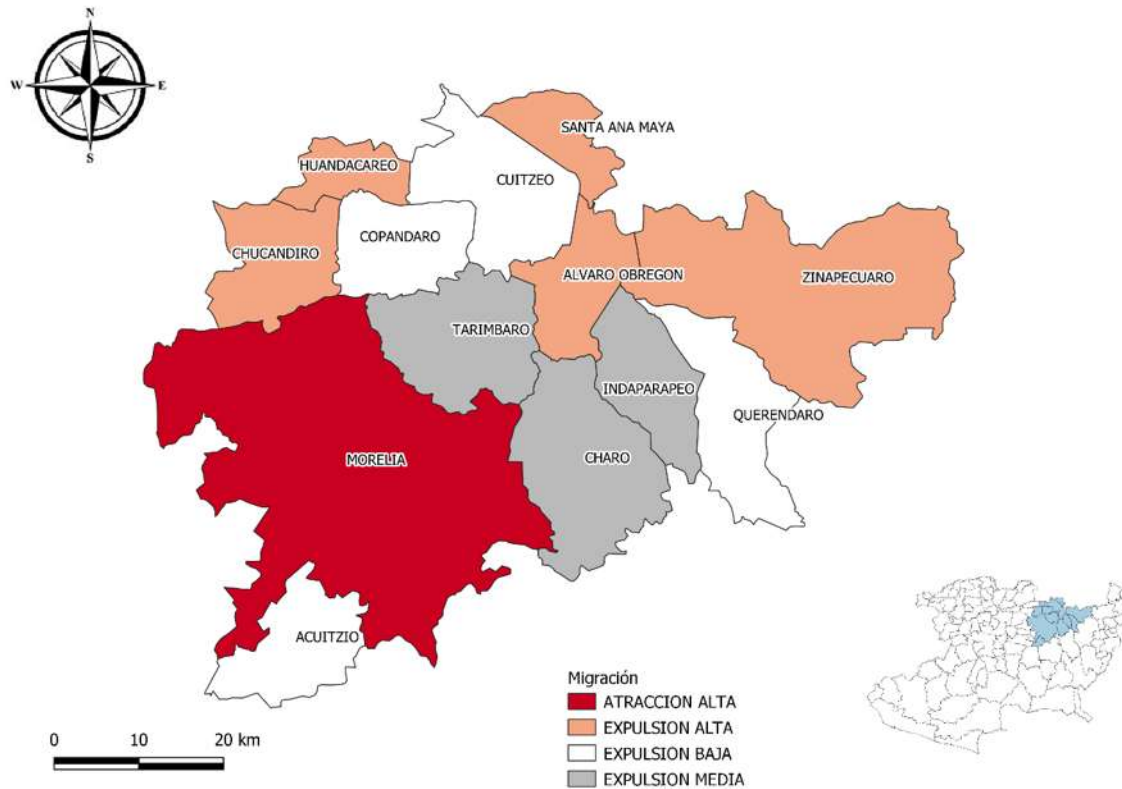 N
W E
S
SANTA ANA MAYA
HUANDACAREO
CUITZEO
COPANDARO
CHUCANDIRO
ALVARO OBREGON
ZINAPECUARO
TARIMBARO
INDAPARAPEO
QUERENDARO
MORELIA
CHARO
ACUITZIO
Migración
ATRACCION ALTA
EXPULSION ALTA
EXPULSION BAJA
EXPULSION MEDIA
0 10 20 km